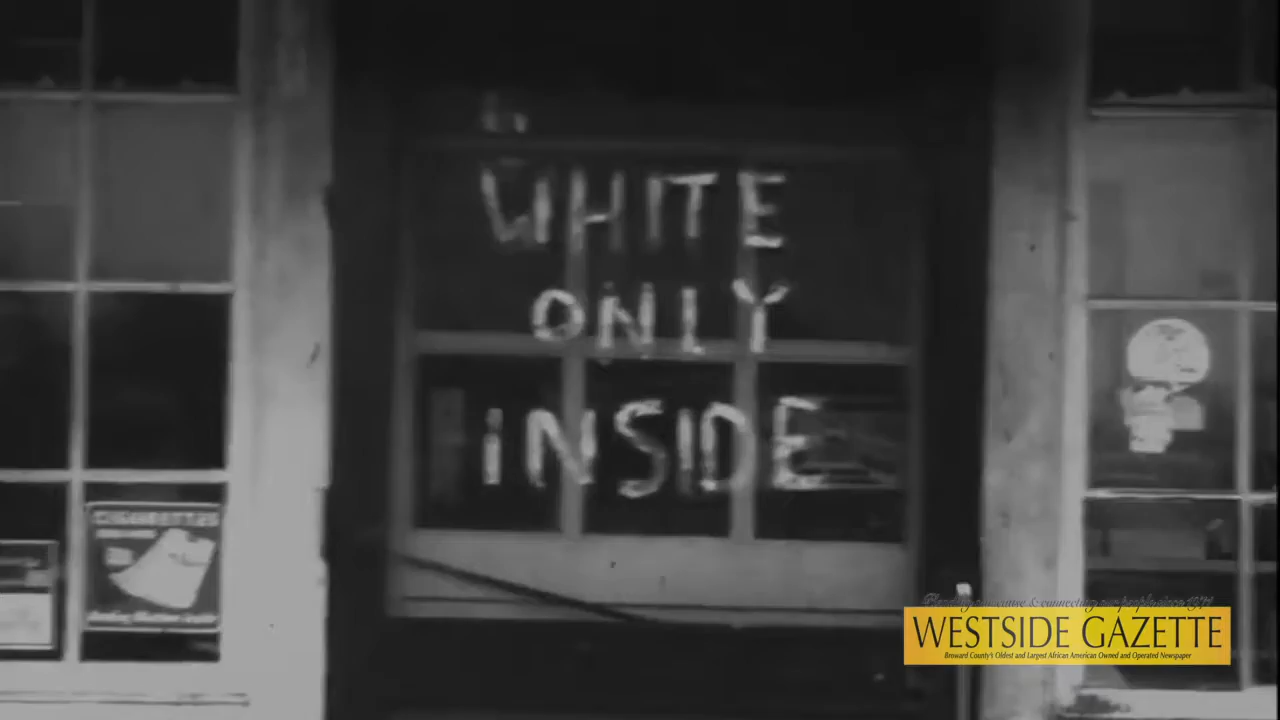 WHITE
ONLY
iNSIDE
CIGARETTES
WESTSIDE GAZETTE
Broward County's Oldest and Largest African American Owned and Operated Newspaper